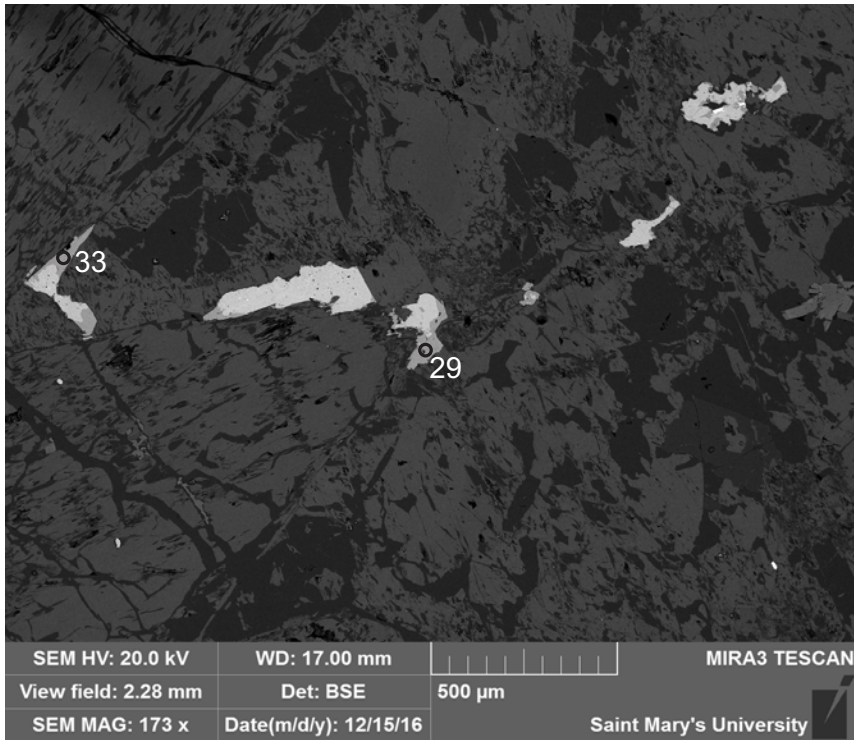 33
29
SEM HV: 20.0 kV
WD: 17.00 mm
MIRA3 TESCAN
View field: 2.28 mm
Det: BSE
500 µm
SEM MAG: 173 x
Date(m/d/y): 12/15/16
Saint Mary's University